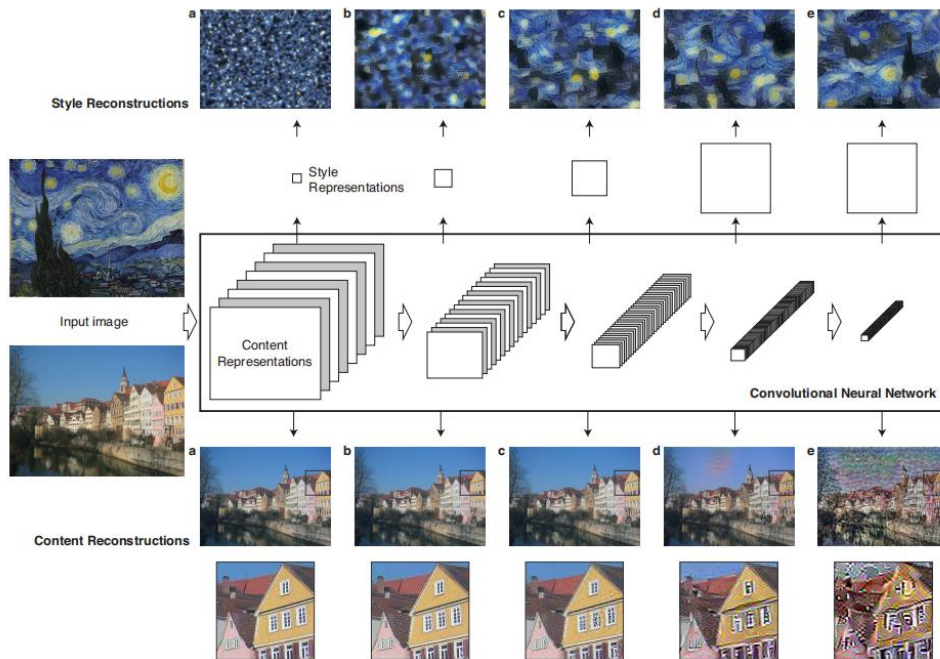 a b c d e
Style Reconstructions
Style
Representations
Input image
Content
Representations
Convolutional Neural Network
a b c d e
Content Reconstructions